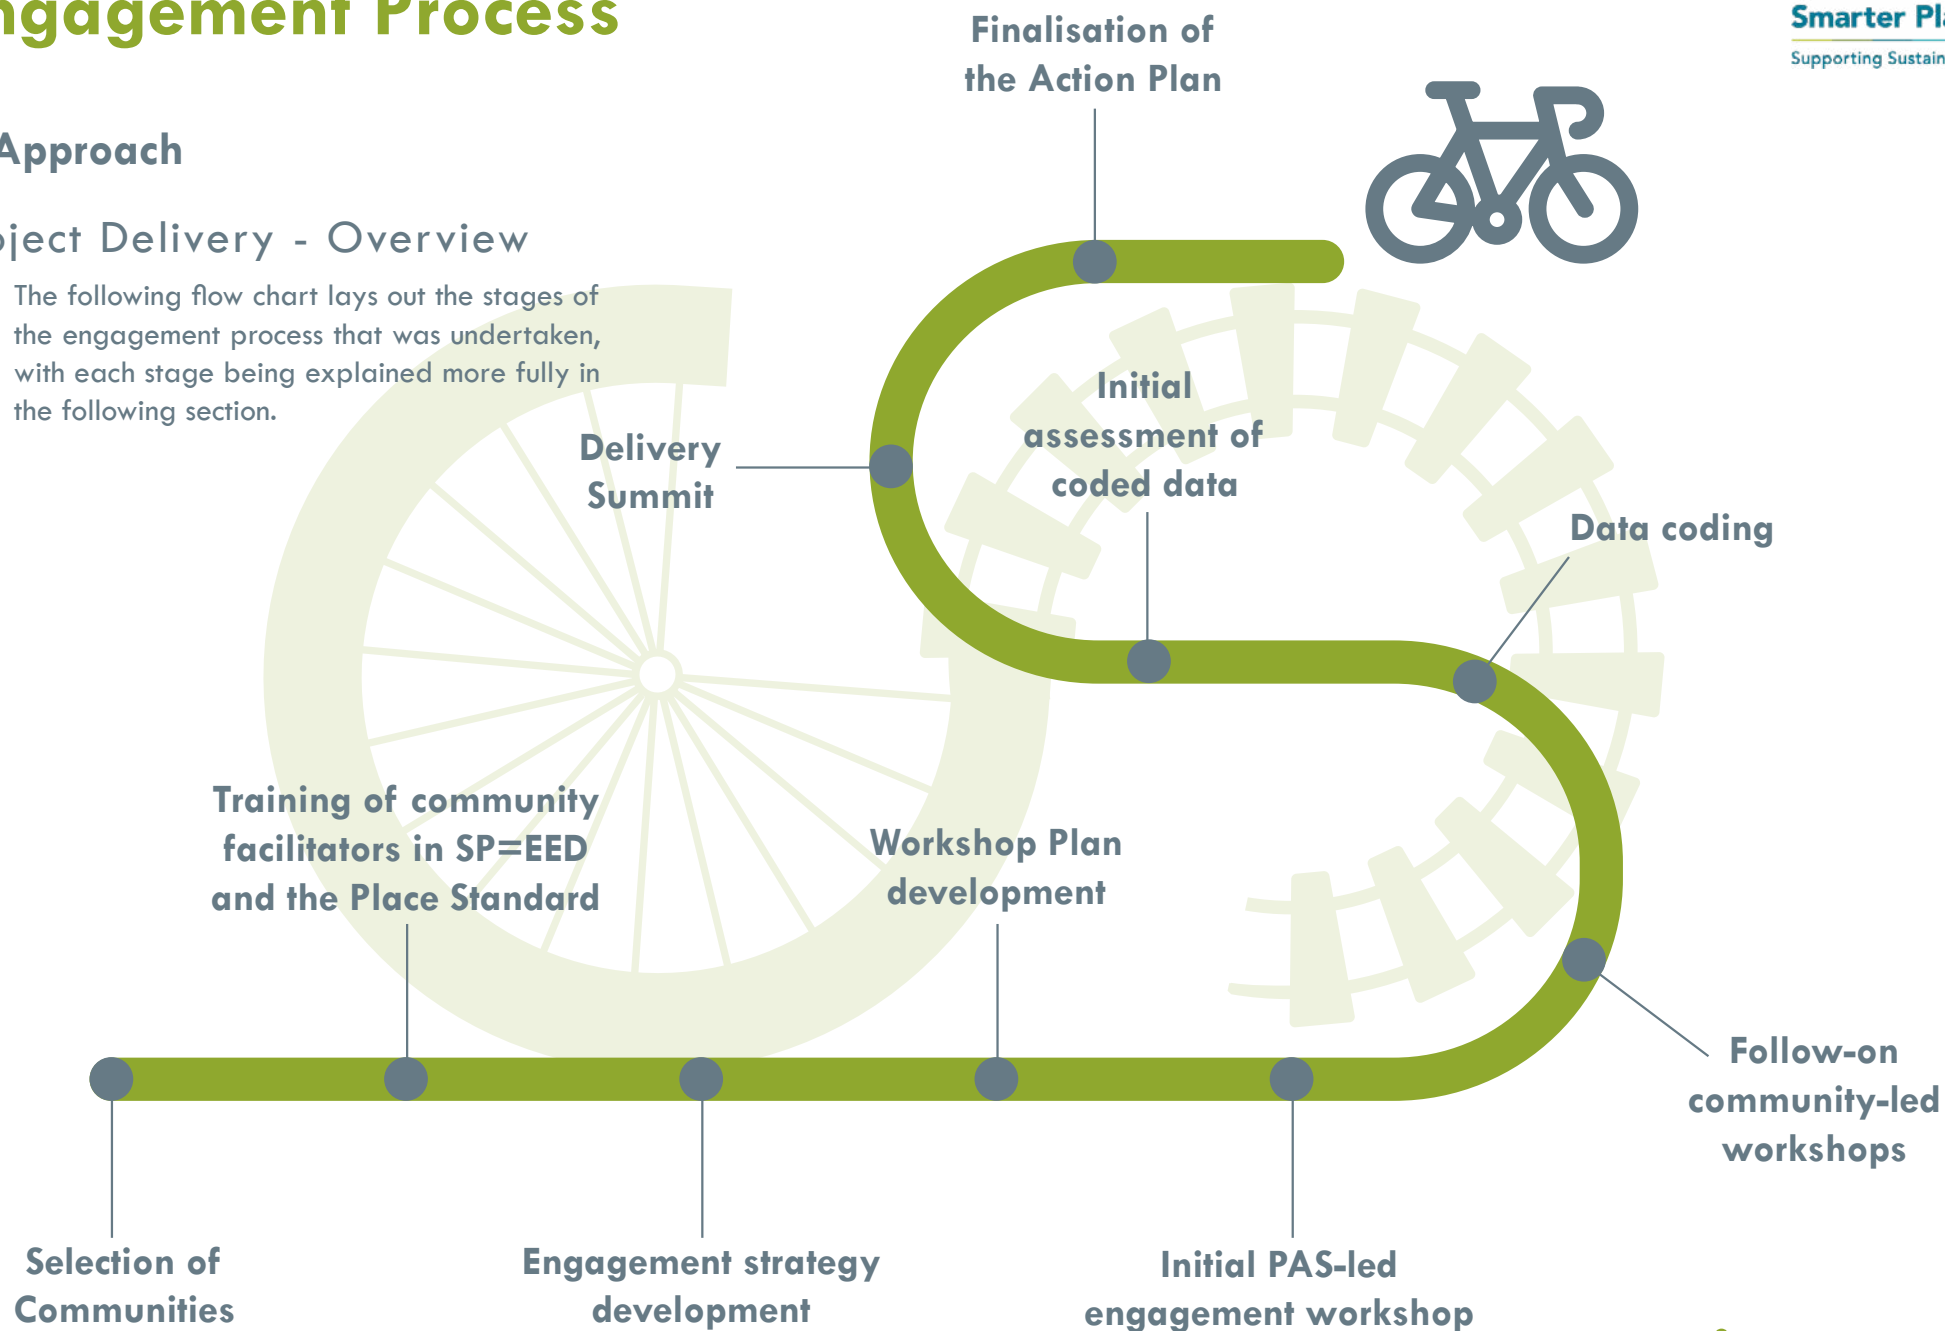 ngagement Process
Smarter Pla
Supporting Sustain
Approach
ject Delivery - Overview
The following flow chart lays out the stages of
the engagement process that was undertaken,
with each stage being explained more fully in
the following section.
Finalisation of
the Action Plan
Delivery
Summit
Initial
assessment of
coded data
Data coding
Training of community
facilitators in SP=EED
and the Place Standard
Workshop Plan
development
Follow-on
community-led
workshops
Selection of
Communities
Engagement strategy
development
Initial PAS-led
engagement workshop